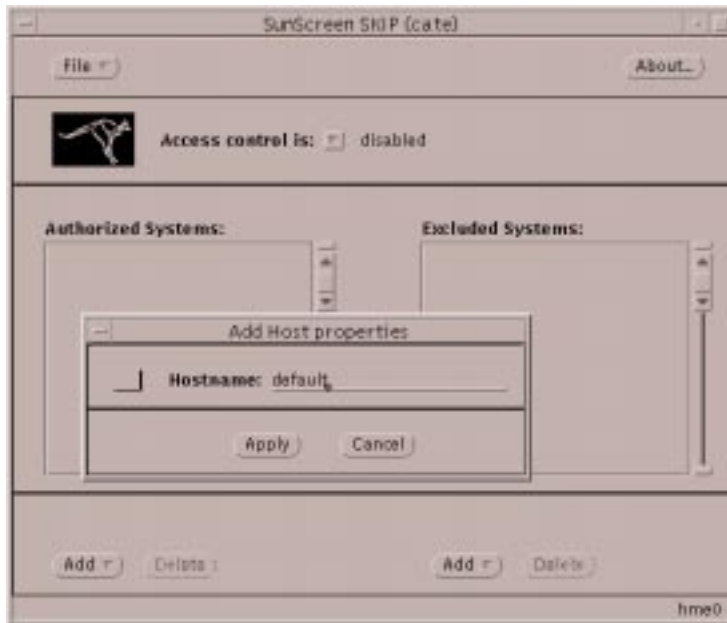 SunScreen SKIP (cate)
File
About...
Access control is: disabled
Authorized Systems:
Excluded Systems:
Add Host properties
Hostname: default
Apply
Cancel
Add
Delete
Add
Delete
hme0